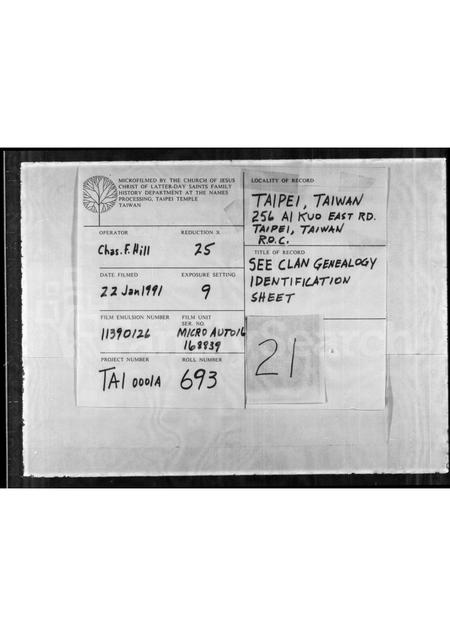 MICROFILMED BY THE CHURCH OF JESUS
CHRIST OF LATTER-DAY SAINTS FAMILY
HISTORY DEPARTMENT AT THE NAMES
PROCESSING, TAIPEI TEMPLE
TAIWAN
OPERATOR
REDUCTION X
Chas. F. Hill
25
DATE FILMED
EXPOSURE SETTING
22 Jan 1991
9
FILM EMULSION NUMBER
FILM UNIT
SER. NO.
11390126
MICRO AUTO16
168839
PROJECT NUMBER
ROLL NUMBER
TAI 0001A
693
LOCALITY OF RECORD
TAIPEI, TAIWAN
256 AI KUO EAST RD.
TAIPEI, TAIWAN
R.O.C.
TITLE OF RECORD
SEE CLAN GENEALOGY
IDENTIFICATION
SHEET
21